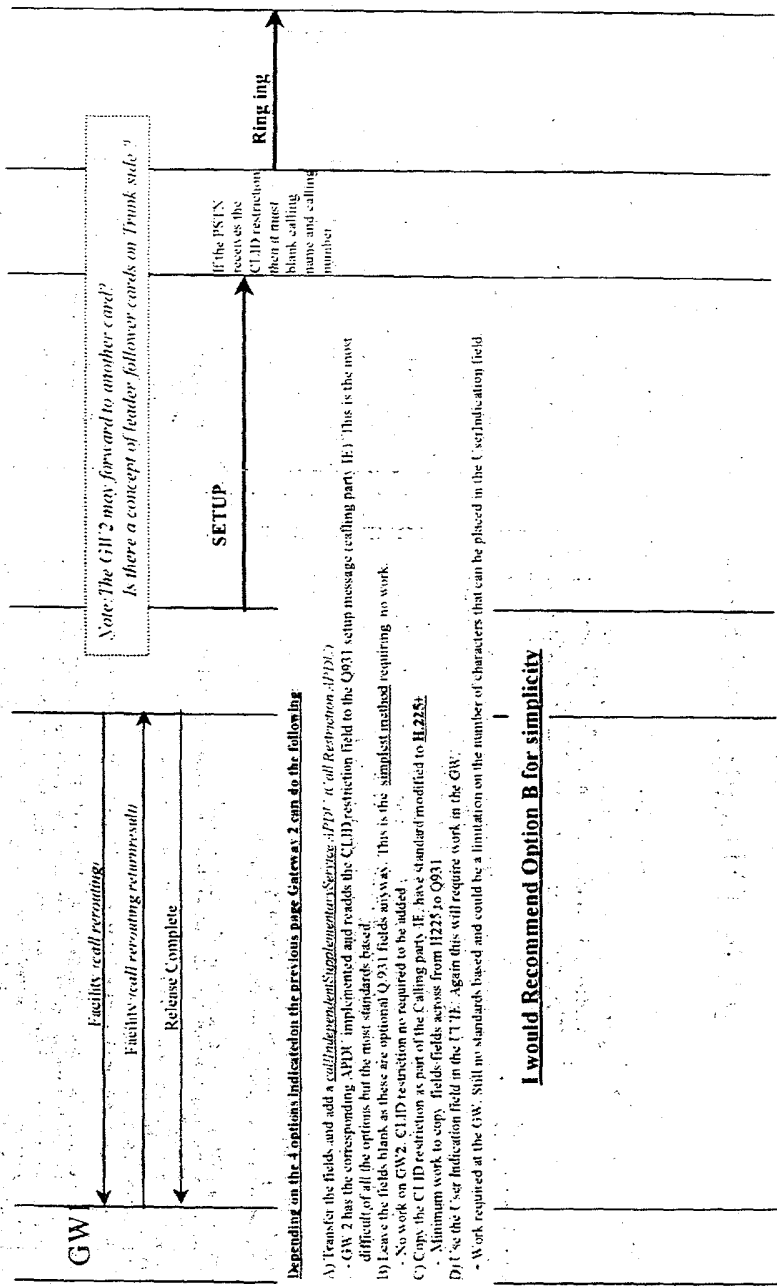 GW1
Facility (call rerouting)
Facility (call rerouting returnresult)
Release Complete
Note: The GW2 may forward to another card?
Is there a concept of leader follower cards on Trunk side ?
SETUP
If the PSTN
receives the
CLID restriction
then it must
blank calling
name and calling
number
Ring ing
Depending on the 4 options indicatedon the previous page Gateway 2 can do the following:
A) Transfer the fields and add a callIndependentSupplementaryService APDU (Call Restriction APDU)
- GW 2 has the corresponding APDU implemented and readds the CLID restriction field to the Q931 setup message (calling party IE) This is the most
difficult of all the options but the most standards based.
B) Leave the fields blank as these are optional Q.931 fields anyway. This is the simplest method requiring no work.
- No work on GW2. CLID restriction no required to be added.
C) Copy the CLID restriction as part of the Calling party IE, have standard modified to H.225+
- Minimum work to copy fields fields across from H225 to Q931
D) Use the User Indication field in the UUIE. Again this will require work in the GW.
- Work required at the GW. Still no standards based and could be a limitation on the number of characters that can be placed in the UserIndication field.
I would Recommend Option B for simplicity